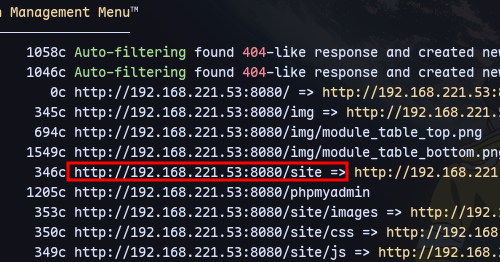 Management Menu™
1058c Auto-filtering found 404-like response and created new
1046c Auto-filtering found 404-like response and created new
0c http://192.168.221.53:8080/ => http://192.168.221.53:8
345c http://192.168.221.53:8080/img => http://192.168.221.
694c http://192.168.221.53:8080/img/module_table_top.png
1549c http://192.168.221.53:8080/img/module_table_bottom.png
346c http://192.168.221.53:8080/site => http://192.168.221
1205c http://192.168.221.53:8080/phpmyadmin
353c http://192.168.221.53:8080/site/images => http://192.
350c http://192.168.221.53:8080/site/css => http://192.168
349c http://192.168.221.53:8080/site/js => http://192.168.